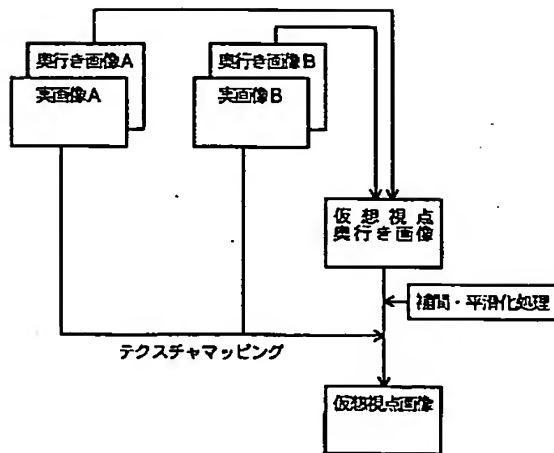 奥行き画像A
実画像A
奥行き画像B
実画像B
仮想視点
奥行き画像
補間・平滑化処理
テクスチャマッピング
仮想視点画像